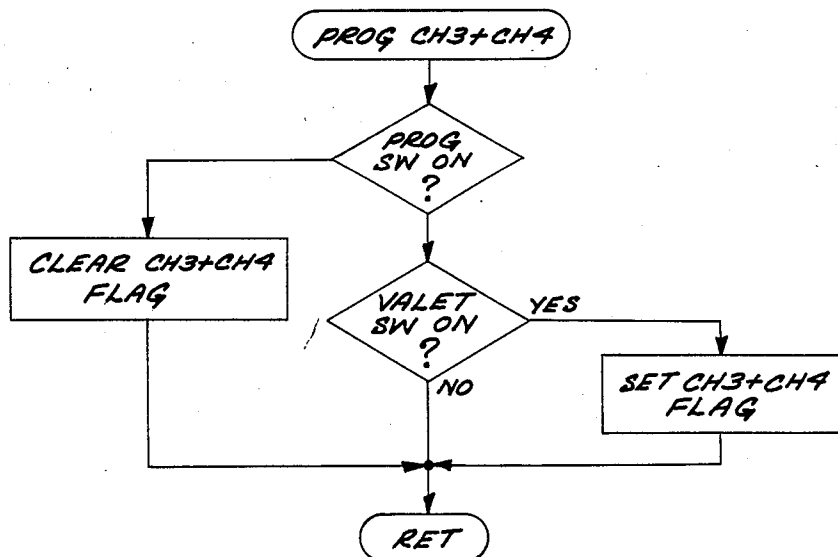 PROG CH3+CH4
PROG
SW ON
?
CLEAR CH3+CH4
FLAG
VALET
SW ON
?
YES
NO
SET CH3+CH4
FLAG
RET